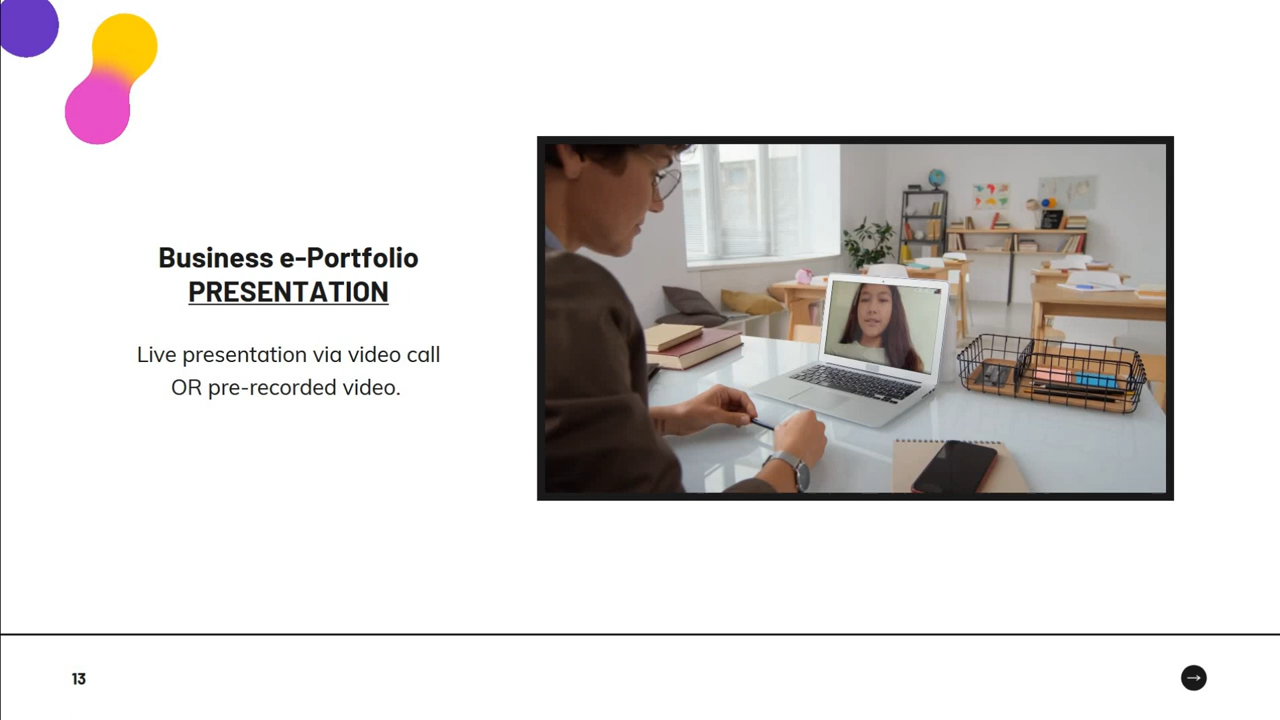 Business e-Portfolio
PRESENTATION
Live presentation via video call
OR pre-recorded video.
13